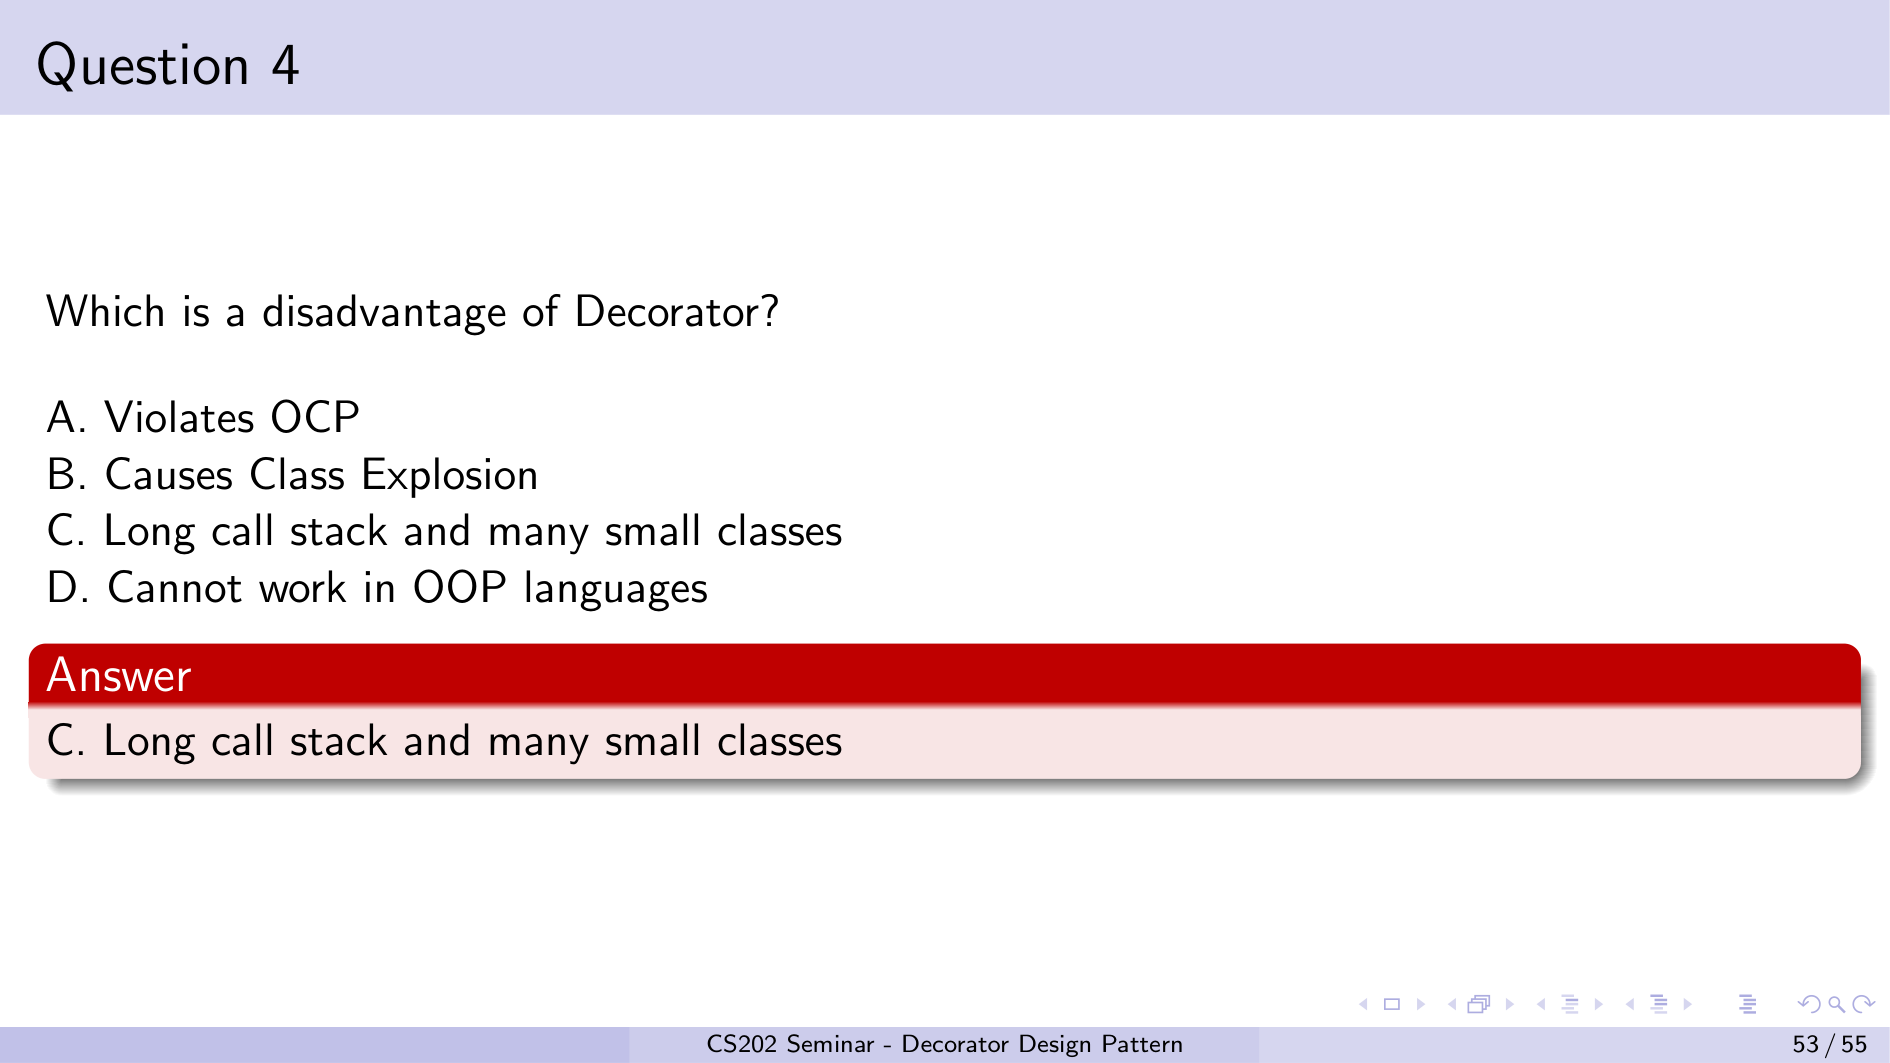 Question 4
Which is a disadvantage of Decorator?
A. Violates OCP
B. Causes Class Explosion
C. Long call stack and many small classes
D. Cannot work in OOP languages
Answer
C. Long call stack and many small classes
CS202 Seminar - Decorator Design Pattern
53 / 55